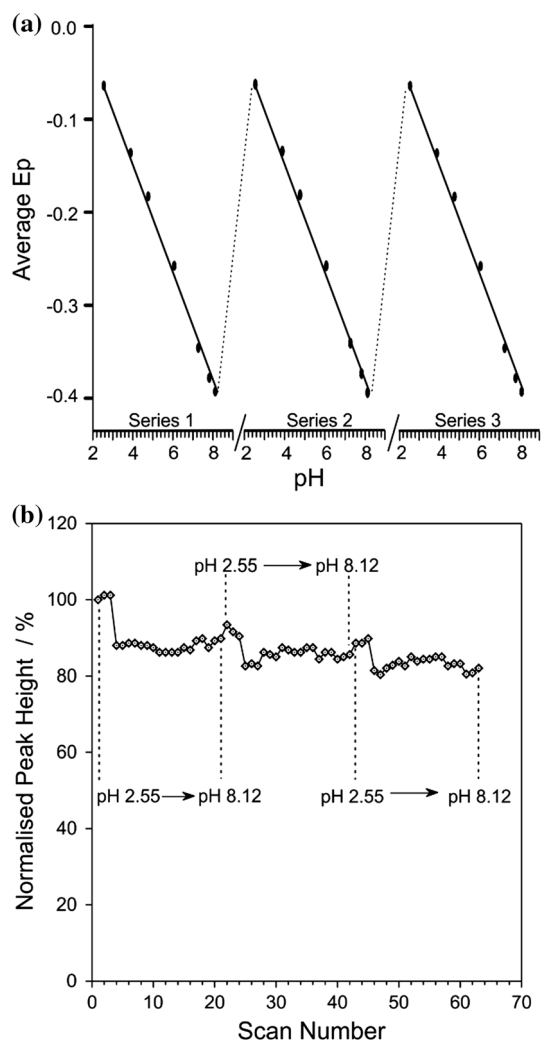 (a)
Average Ep
0.0
-0.1
-0.2
-0.3
-0.4
Series 1
Series 2
Series 3
2 4 6 8 2 4 6 8 2 4 6 8
pH
(b)
Normalised Peak Height / %
120
100
80
60
40
20
0
pH 2.55 pH 8.12
pH 2.55 pH 8.12
pH 2.55 pH 8.12
0 10 20 30 40 50 60 70
Scan Number